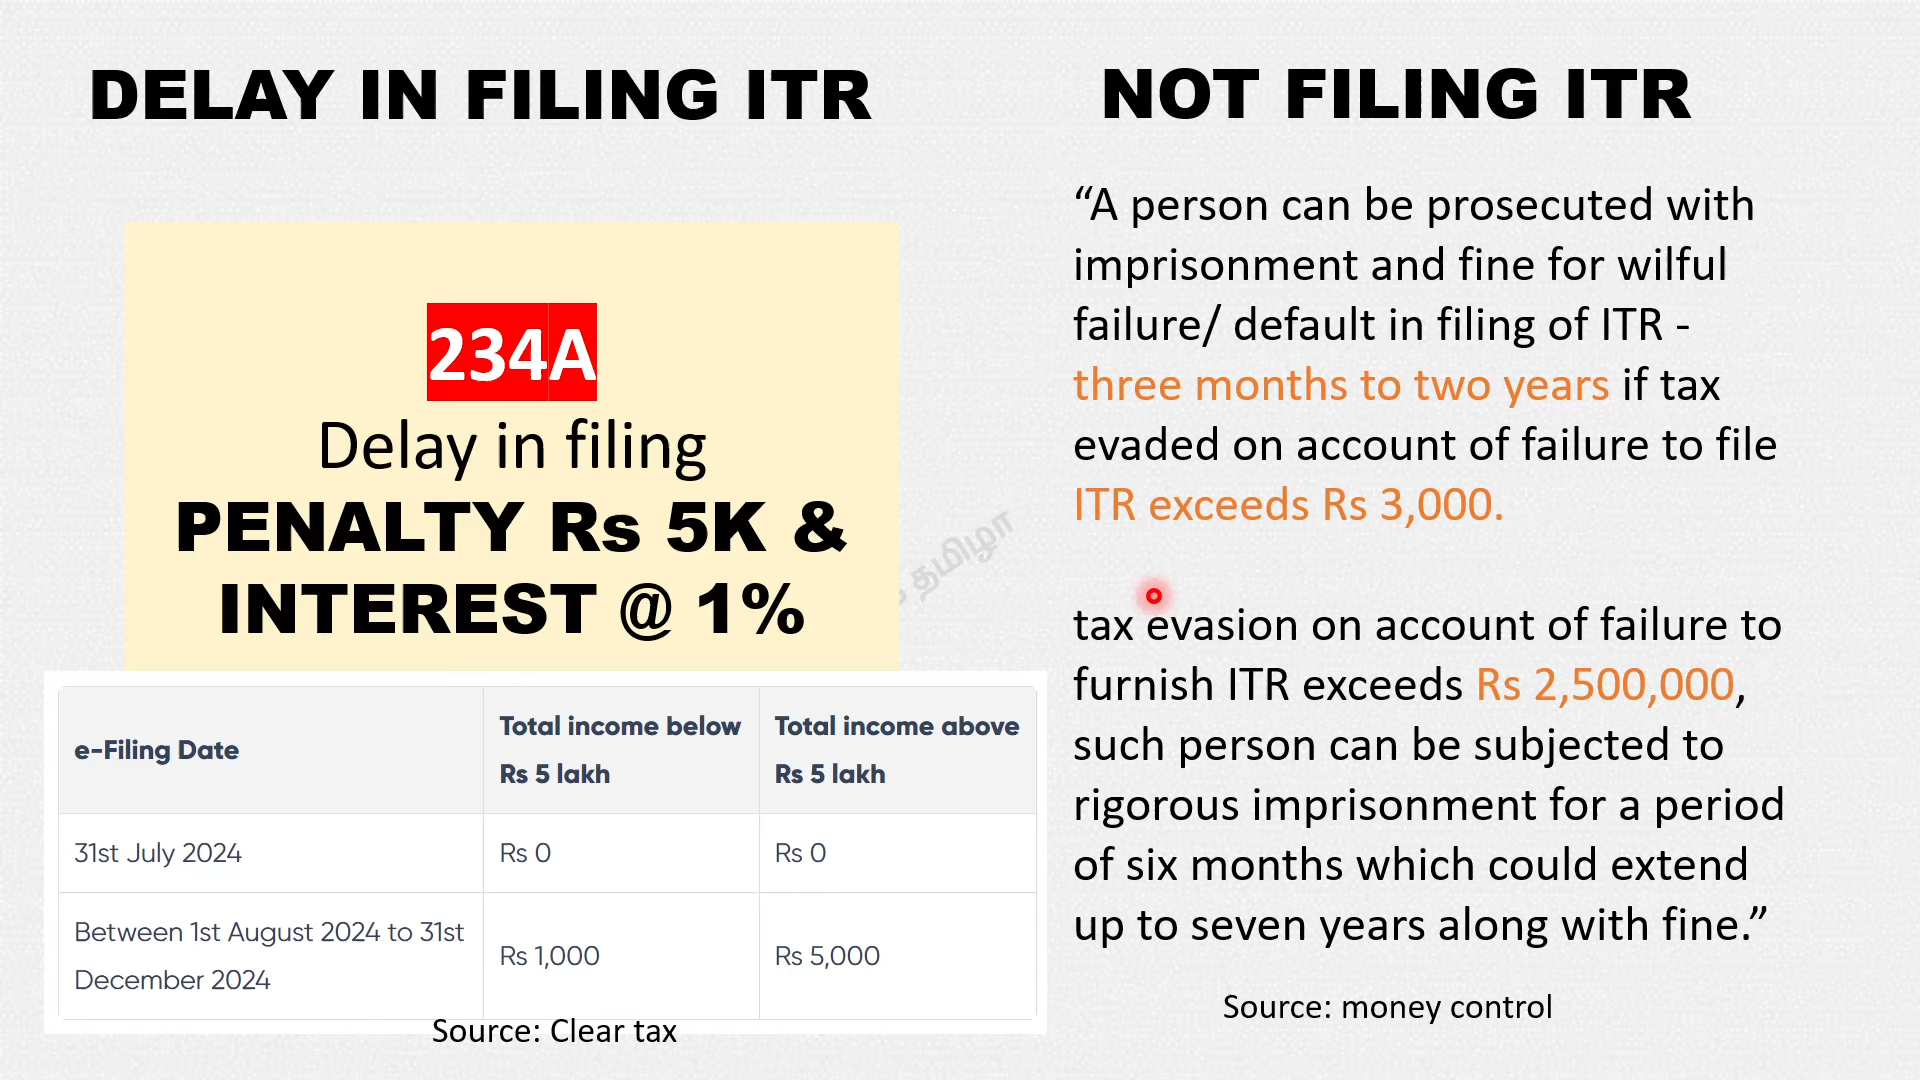 DELAY IN FILING ITR
234A
Delay in filing
PENALTY Rs 5K &
INTEREST @ 1%
e-Filing Date
Total income below
Rs 5 lakh
Total income above
Rs 5 lakh
31st July 2024
Rs 0
Rs 0
Between 1st August 2024 to 31st
December 2024
Rs 1,000
Rs 5,000
Source: Clear tax
NOT FILING ITR
“A person can be prosecuted with
imprisonment and fine for wilful
failure/ default in filing of ITR -
three months to two years if tax
evaded on account of failure to file
ITR exceeds Rs 3,000.
tax evasion on account of failure to
furnish ITR exceeds Rs 2,500,000,
such person can be subjected to
rigorous imprisonment for a period
of six months which could extend
up to seven years along with fine.”
Source: money control
தமிழா